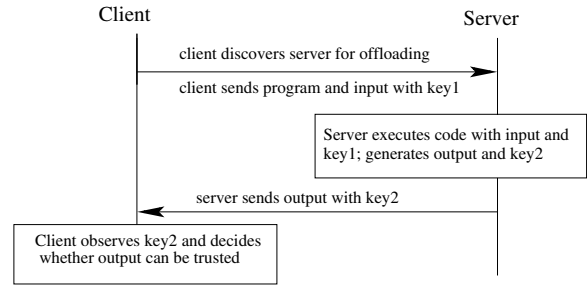 Client
Server
client discovers server for offloading
client sends program and input with key1
Server executes code with input and
key1; generates output and key2
server sends output with key2
Client observes key2 and decides
whether output can be trusted